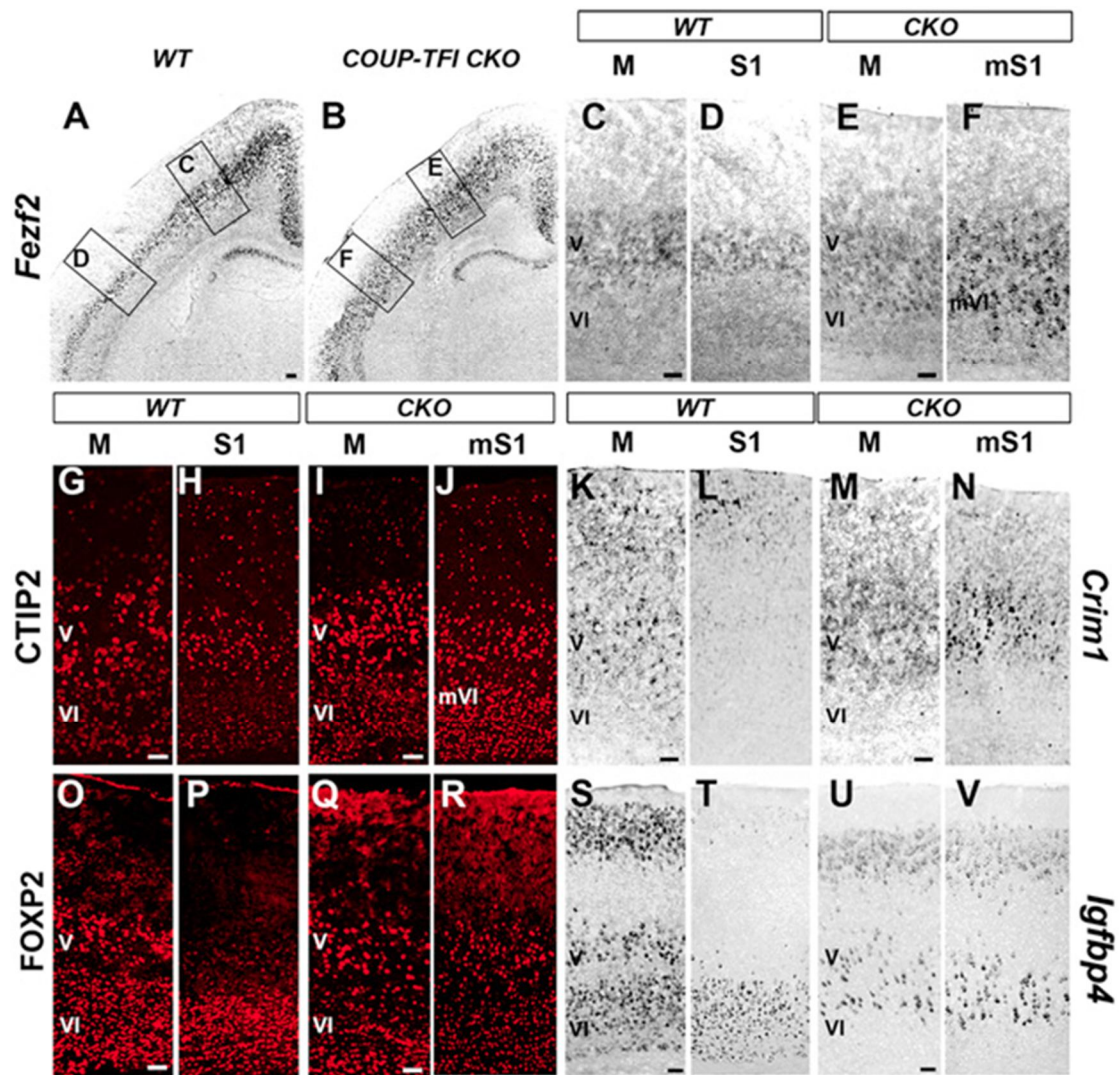 WT CKO
WT COUP-TFI CKO M S1 M mS1
A B C D E F
C E
D F
Fezf2
V V
VI VI mVI
WT CKO WT CKO
M S1 M mS1 M S1 M mS1
G H I J K L M N
CTIP2
V V V
VI VI mVI VI VI
Crim1
O P Q R S T U V
FOXP2
V V V V
VI VI VI VI
Igfbp4